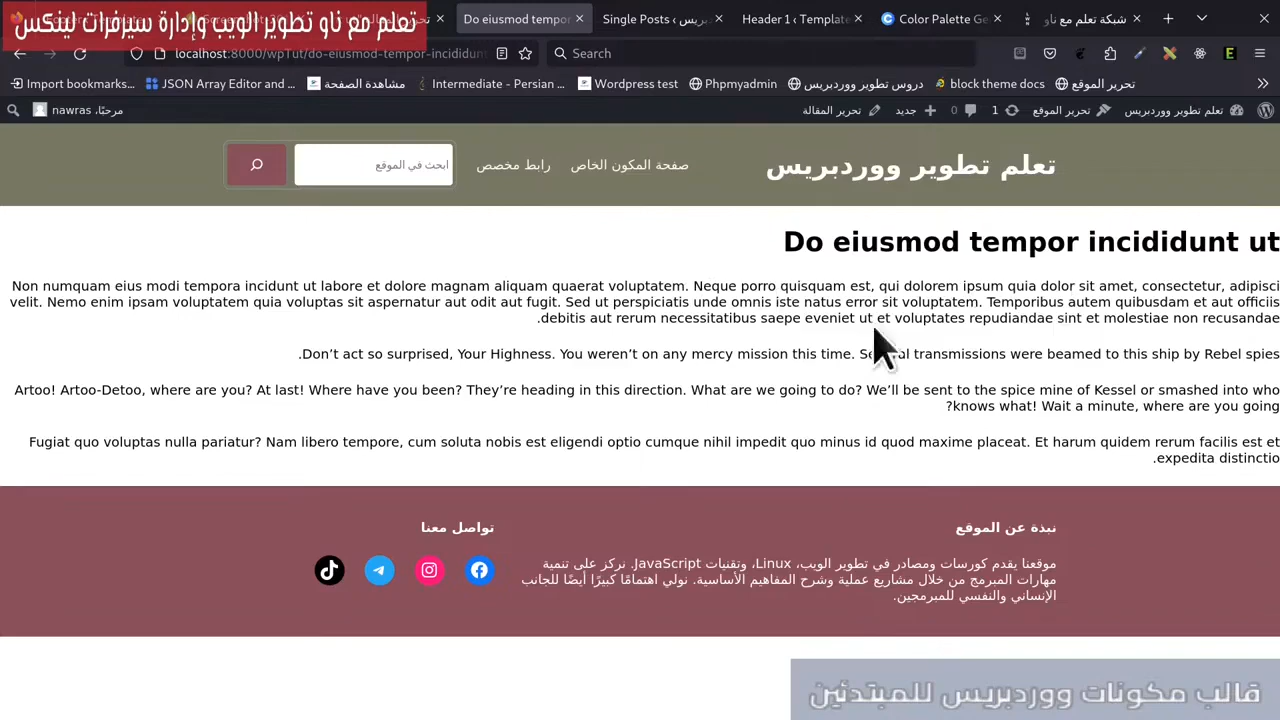 تعلم مع ناو تطوير الويب وإدارة سيرفرات لينكس
Do eiusmod tempor
Single Posts
Header 1 ‹ Template
Color Palette Ge
شبكة تعلم مع ناو
localhost:8000/wpTut/do-eiusmod-tempor-incididunt
Search
Import bookmarks...
JSON Array Editor and ...
مشاهدة الصفحة
Intermediate - Persian ...
Wordpress test
Phpmyadmin
دروس تطوير ووردبريس
block theme docs
تحرير الموقع
مرحبًا، nawras
تحرير المقالة
جديد
0
1
تحرير الموقع
تعلم تطوير ووردبريس
تعلم تطوير ووردبريس
صفحة المكون الخاص
رابط مخصص
ابحث في الموقع
Do eiusmod tempor incididunt ut
Non numquam eius modi tempora incidunt ut labore et dolore magnam aliquam quaerat voluptatem. Neque porro quisquam est, qui dolorem ipsum quia dolor sit amet, consectetur, adipisci
velit. Nemo enim ipsam voluptatem quia voluptas sit aspernatur aut odit aut fugit. Sed ut perspiciatis unde omnis iste natus error sit voluptatem. Temporibus autem quibusdam et aut officiis
debitis aut rerum necessitatibus saepe eveniet ut et voluptates repudiandae sint et molestiae non recusandae.
Don’t act so surprised, Your Highness. You weren’t on any mercy mission this time. transmissions were beamed to this ship by Rebel spies.
Artoo! Artoo-Detoo, where are you? At last! Where have you been? They’re heading in this direction. What are we going to do? We’ll be sent to the spice mine of Kessel or smashed into who
knows what! Wait a minute, where are you going?
Fugiat quo voluptas nulla pariatur? Nam libero tempore, cum soluta nobis est eligendi optio cumque nihil impedit quo minus id quod maxime placeat. Et harum quidem rerum facilis est et
expedita distinctio.
نبذة عن الموقع
موقعنا يقدم كورسات ومصادر في تطوير الويب، Linux، وتقنيات JavaScript. نركز على تنمية
مهارات المبرمج من خلال مشاريع عملية وشرح المفاهيم الأساسية. نولي اهتمامًا كبيرًا أيضًا للجانب
الإنساني والنفسي للمبرمجين.
تواصل معنا
قالب مكونات ووردبريس للمبتدئين